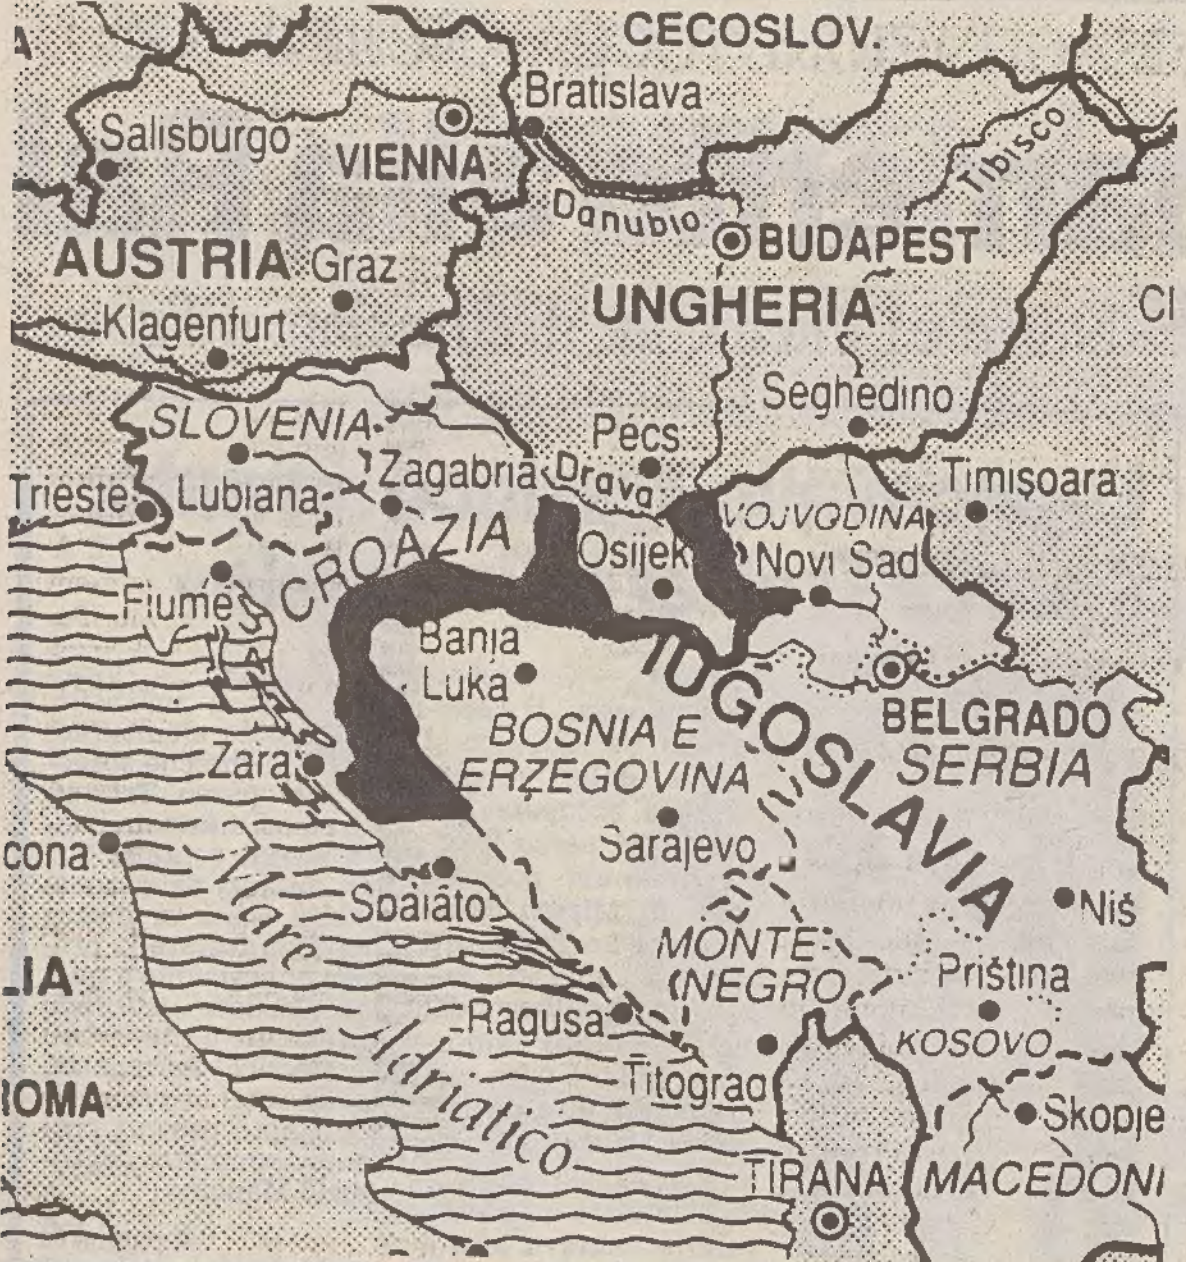 A
CECOSLOV.
Bratislava
Salisburgo
VIENNA
Tibisco
Danubio
BUDAPEST
AUSTRIA
Graz
UNGHERIA
CI
Klagenfurt
Seghedino
SLOVENIA
Pécs
Zagabria
Drava
Timişoara
Trieste
Lubiana
VOJVODINA
CROAZIA
Osijek
Novi Sad
Fiume
Banja
Luka
IUGOSLAVIA
BELGRADO
BOSNIA E
ERZEGOVINA
SERBIA
Zara
Sarajevo
cona
Mare
Adriatico
Spalato
Niš
MONTE
NEGRO
LIA
Priština
Ragusa
KOSOVO
Titograd
ROMA
Skopje
TIRANA
MACEDONI